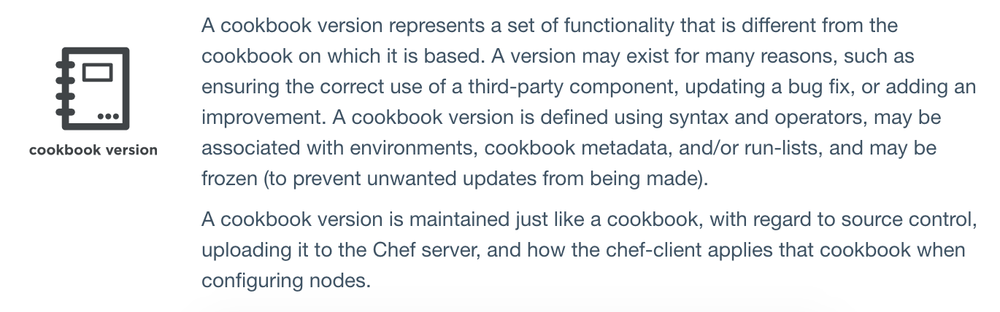 A cookbook version represents a set of functionality that is different from the
cookbook on which it is based. A version may exist for many reasons, such as
ensuring the correct use of a third-party component, updating a bug fix, or adding an
improvement. A cookbook version is defined using syntax and operators, may be
associated with environments, cookbook metadata, and/or run-lists, and may be
frozen (to prevent unwanted updates from being made).
A cookbook version is maintained just like a cookbook, with regard to source control,
uploading it to the Chef server, and how the chef-client applies that cookbook when
configuring nodes.
cookbook version